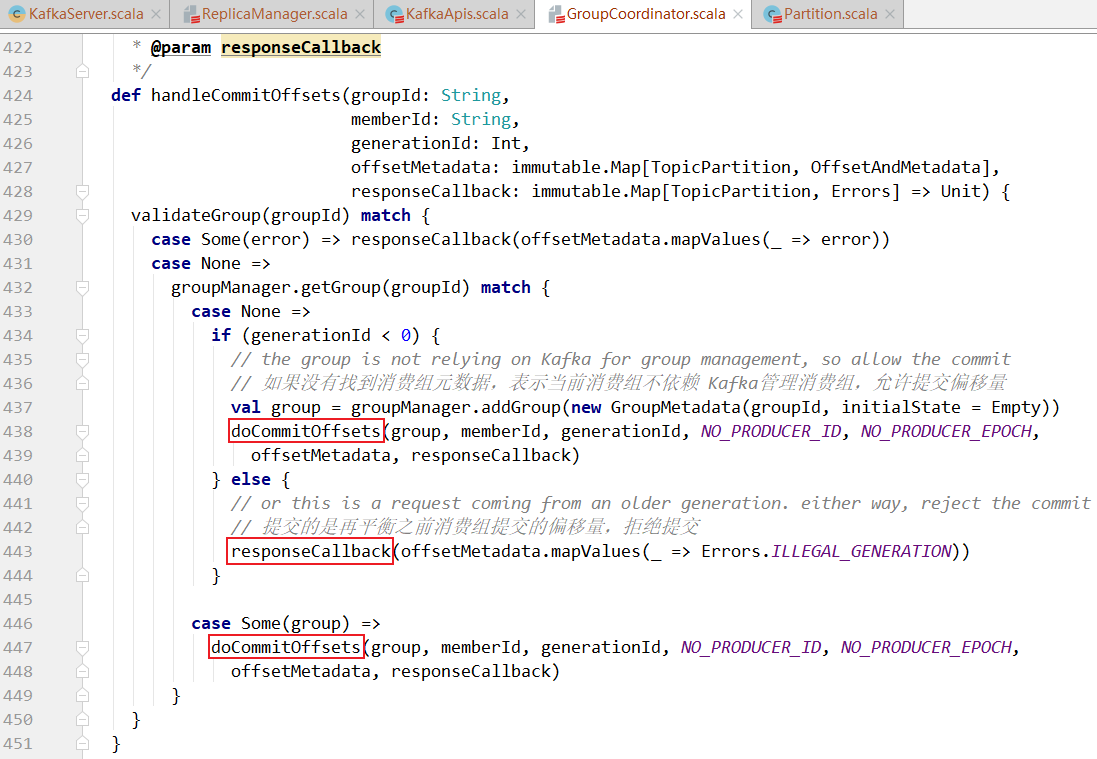 KafkaServer.scala ReplicaManager.scala KafkaApis.scala GroupCoordinator.scala Partition.scala
422 * @param responseCallback
423 */
424 def handleCommitOffsets(groupId: String,
425 memberId: String,
426 generationId: Int,
427 offsetMetadata: immutable.Map[TopicPartition, OffsetAndMetadata],
428 responseCallback: immutable.Map[TopicPartition, Errors] => Unit) {
429 validateGroup(groupId) match {
430 case Some(error) => responseCallback(offsetMetadata.mapValues(_ => error))
431 case None =>
432 groupManager.getGroup(groupId) match {
433 case None =>
434 if (generationId < 0) {
435 // the group is not relying on Kafka for group management, so allow the commit
436 // 如果没有找到消费组元数据，表示当前消费组不依赖 Kafka管理消费组，允许提交偏移量
437 val group = groupManager.addGroup(new GroupMetadata(groupId, initialState = Empty))
438 doCommitOffsets(group, memberId, generationId, NO_PRODUCER_ID, NO_PRODUCER_EPOCH,
439 offsetMetadata, responseCallback)
440 } else {
441 // or this is a request coming from an older generation. either way, reject the commit
442 // 提交的是再平衡之前消费组提交的偏移量，拒绝提交
443 responseCallback(offsetMetadata.mapValues(_ => Errors.ILLEGAL_GENERATION))
444 }
445
446 case Some(group) =>
447 doCommitOffsets(group, memberId, generationId, NO_PRODUCER_ID, NO_PRODUCER_EPOCH,
448 offsetMetadata, responseCallback)
449 }
450 }
451 }